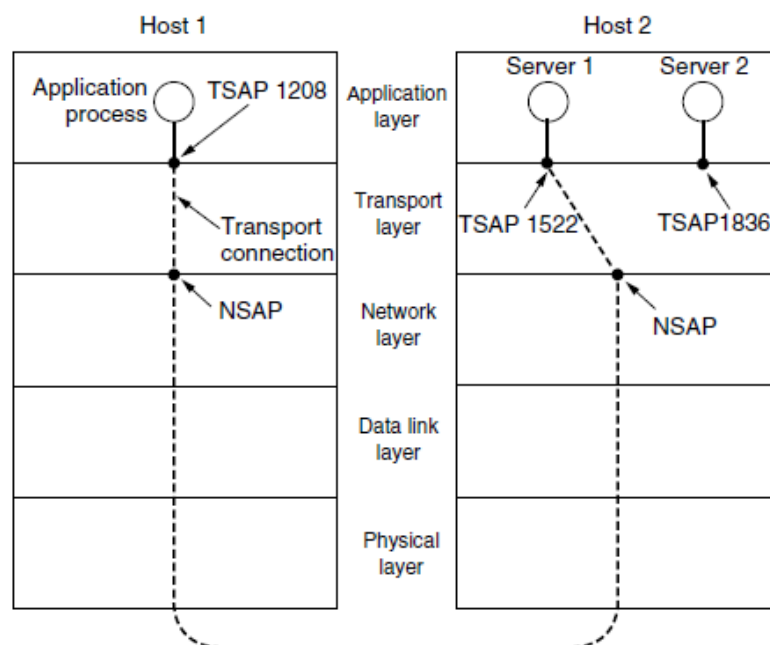 Host 1
Host 2
Application
process
TSAP 1208
Application
layer
Server 1
Server 2
Transport
connection
Transport
layer
TSAP 1522
TSAP1836
NSAP
Network
layer
NSAP
Data link
layer
Physical
layer